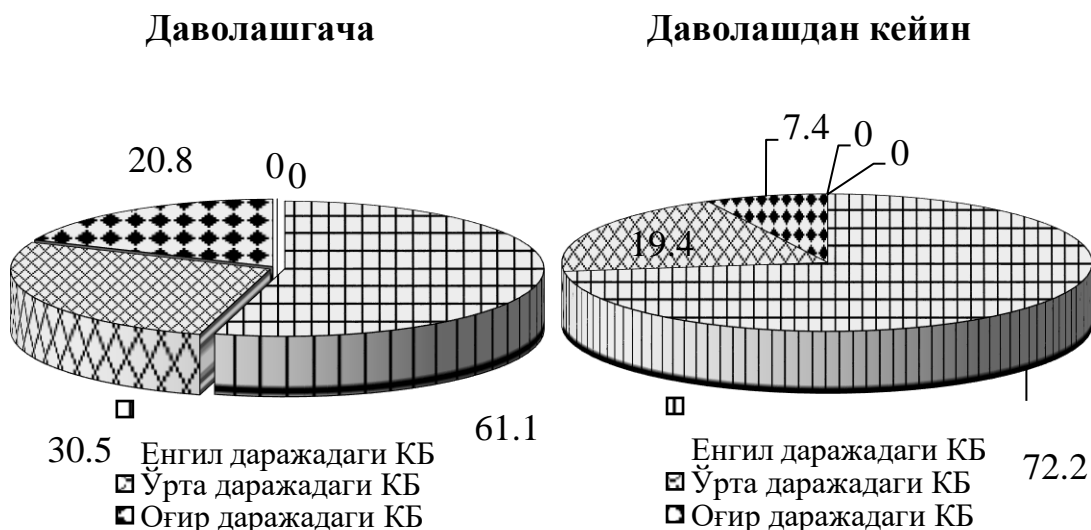 Даволашгача
20.8
0
0
61.1
30.5
Енгил даражадаги КБ
Ўрта даражадаги КБ
Оғир даражадаги КБ
Даволашдан кейин
7.4
0
0
19.4
72.2
Енгил даражадаги КБ
Ўрта даражадаги КБ
Оғир даражадаги КБ